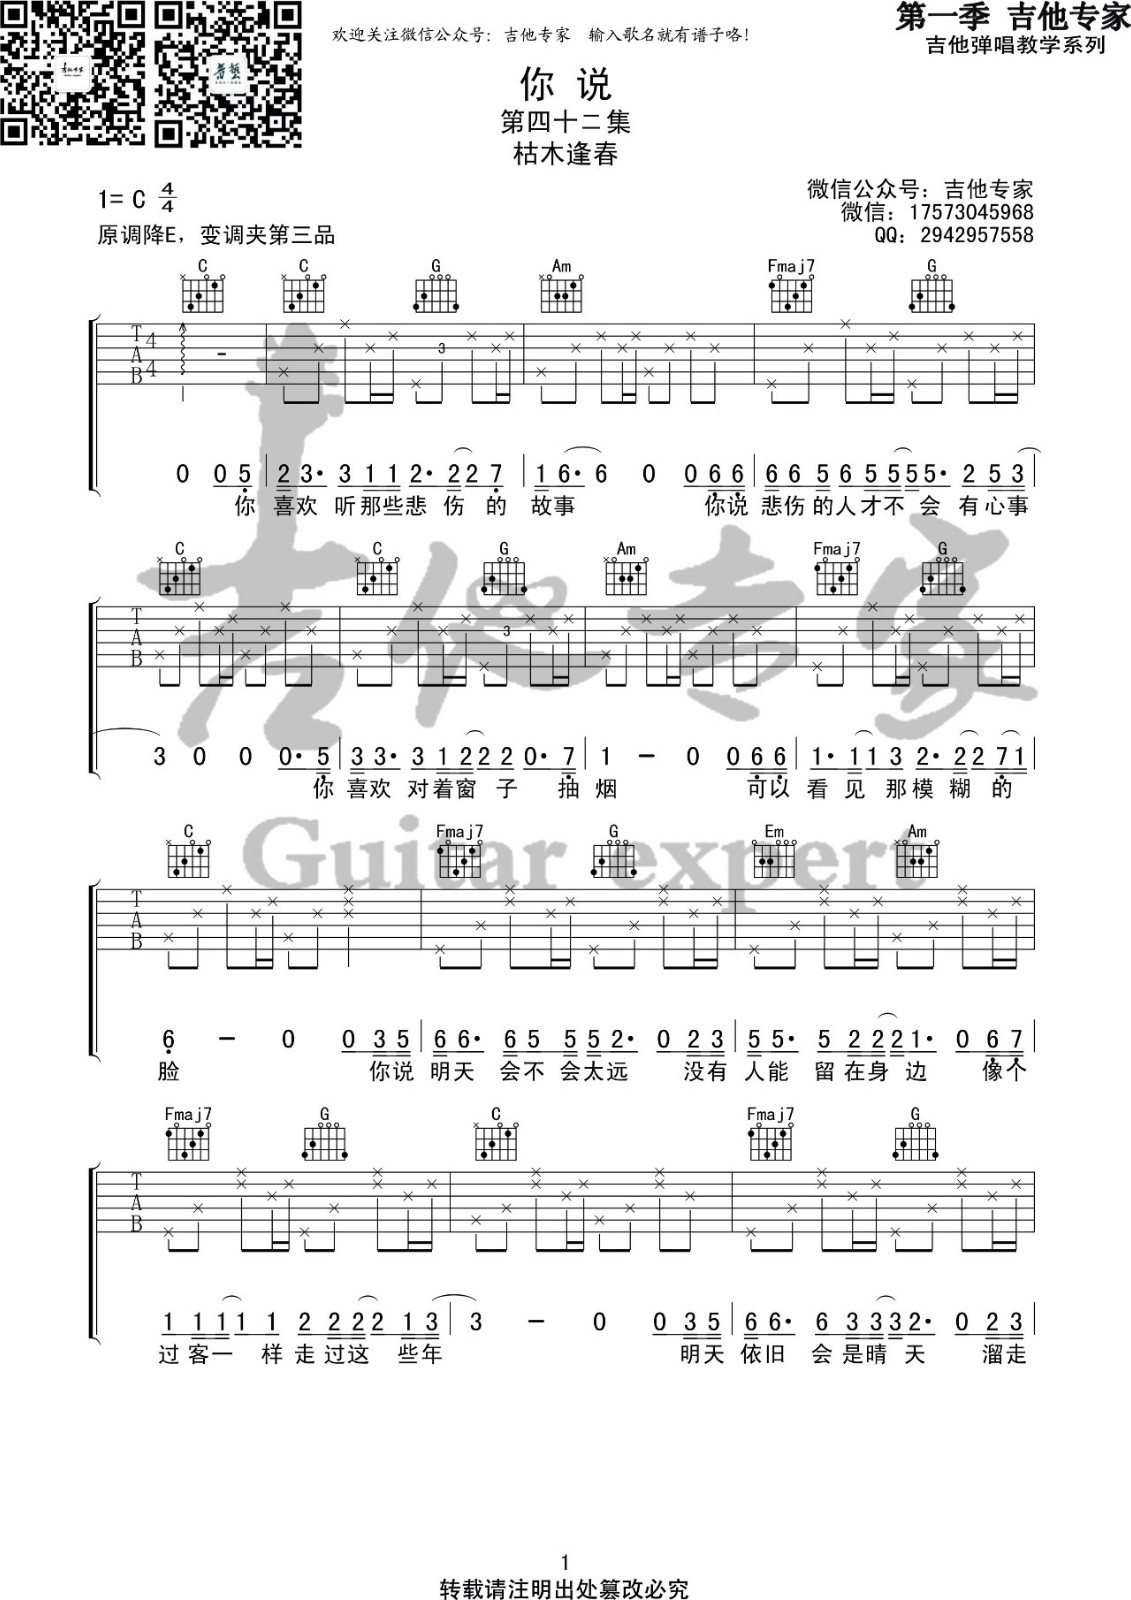 欢迎关注微信公众号：吉他专家　输入歌名就有谱子咯！
第一季 吉他专家
吉他弹唱教学系列
你 说
第四十二集
枯木逢春
1= C 4/4
原调降E，变调夹第三品
微信公众号：吉他专家
微信：17573045968
QQ：2942957558
C C G Am Fmaj7 G
T A B 4 4 3
0 0 0 5 | 2 3· 3 1 1 2· 2 2 7 | 1 6· 6 0 0 6 6 | 6 6 5 6 5 5 5 5· 2 5 3 |
你 喜欢 听那些悲 伤 的 故事 你说 悲伤的人才不 会 有心事
C C G Am Fmaj7 G
T A B 3
3 0 0 0· 5 | 3 3· 3 1 2 2 2 0· 7 | 1 - 0 0 6 6 | 1· 1 1 3 2· 2 2 7 1 |
你 喜欢 对着窗 子 抽 烟 可以 看 见 那模 糊 的
C Fmaj7 G Em Am
T A B
6 - 0 0 3 5 | 6 6· 6 5 5 5 2· 0 2 3 | 5 5· 5 2 2 2 1· 0 6 7 |
脸 你说 明天 会不 会太远 没有 人能 留在身 边 像个
Fmaj7 G C Fmaj7 G
T A B
1 1 1 1 1 1 2 2 2 2 2 1 3 | 3 - 0 0 3 5 | 6 6· 6 3 3 3 2· 0 2 3 |
过客一 样走过这 些年 明天 依旧 会是晴 天 溜走
吉他专家
Guitar expert
1
转载请注明出处篡改必究